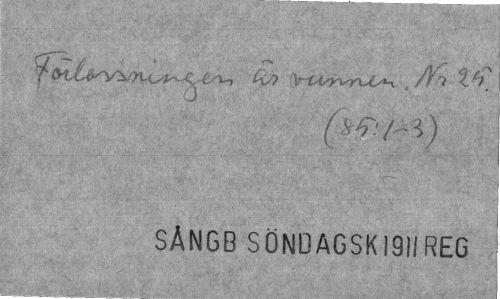 Förlossningen är vunnen. Nr 25.
(85:1-3)
SÅNGB SÖNDAGSK 1911 REG